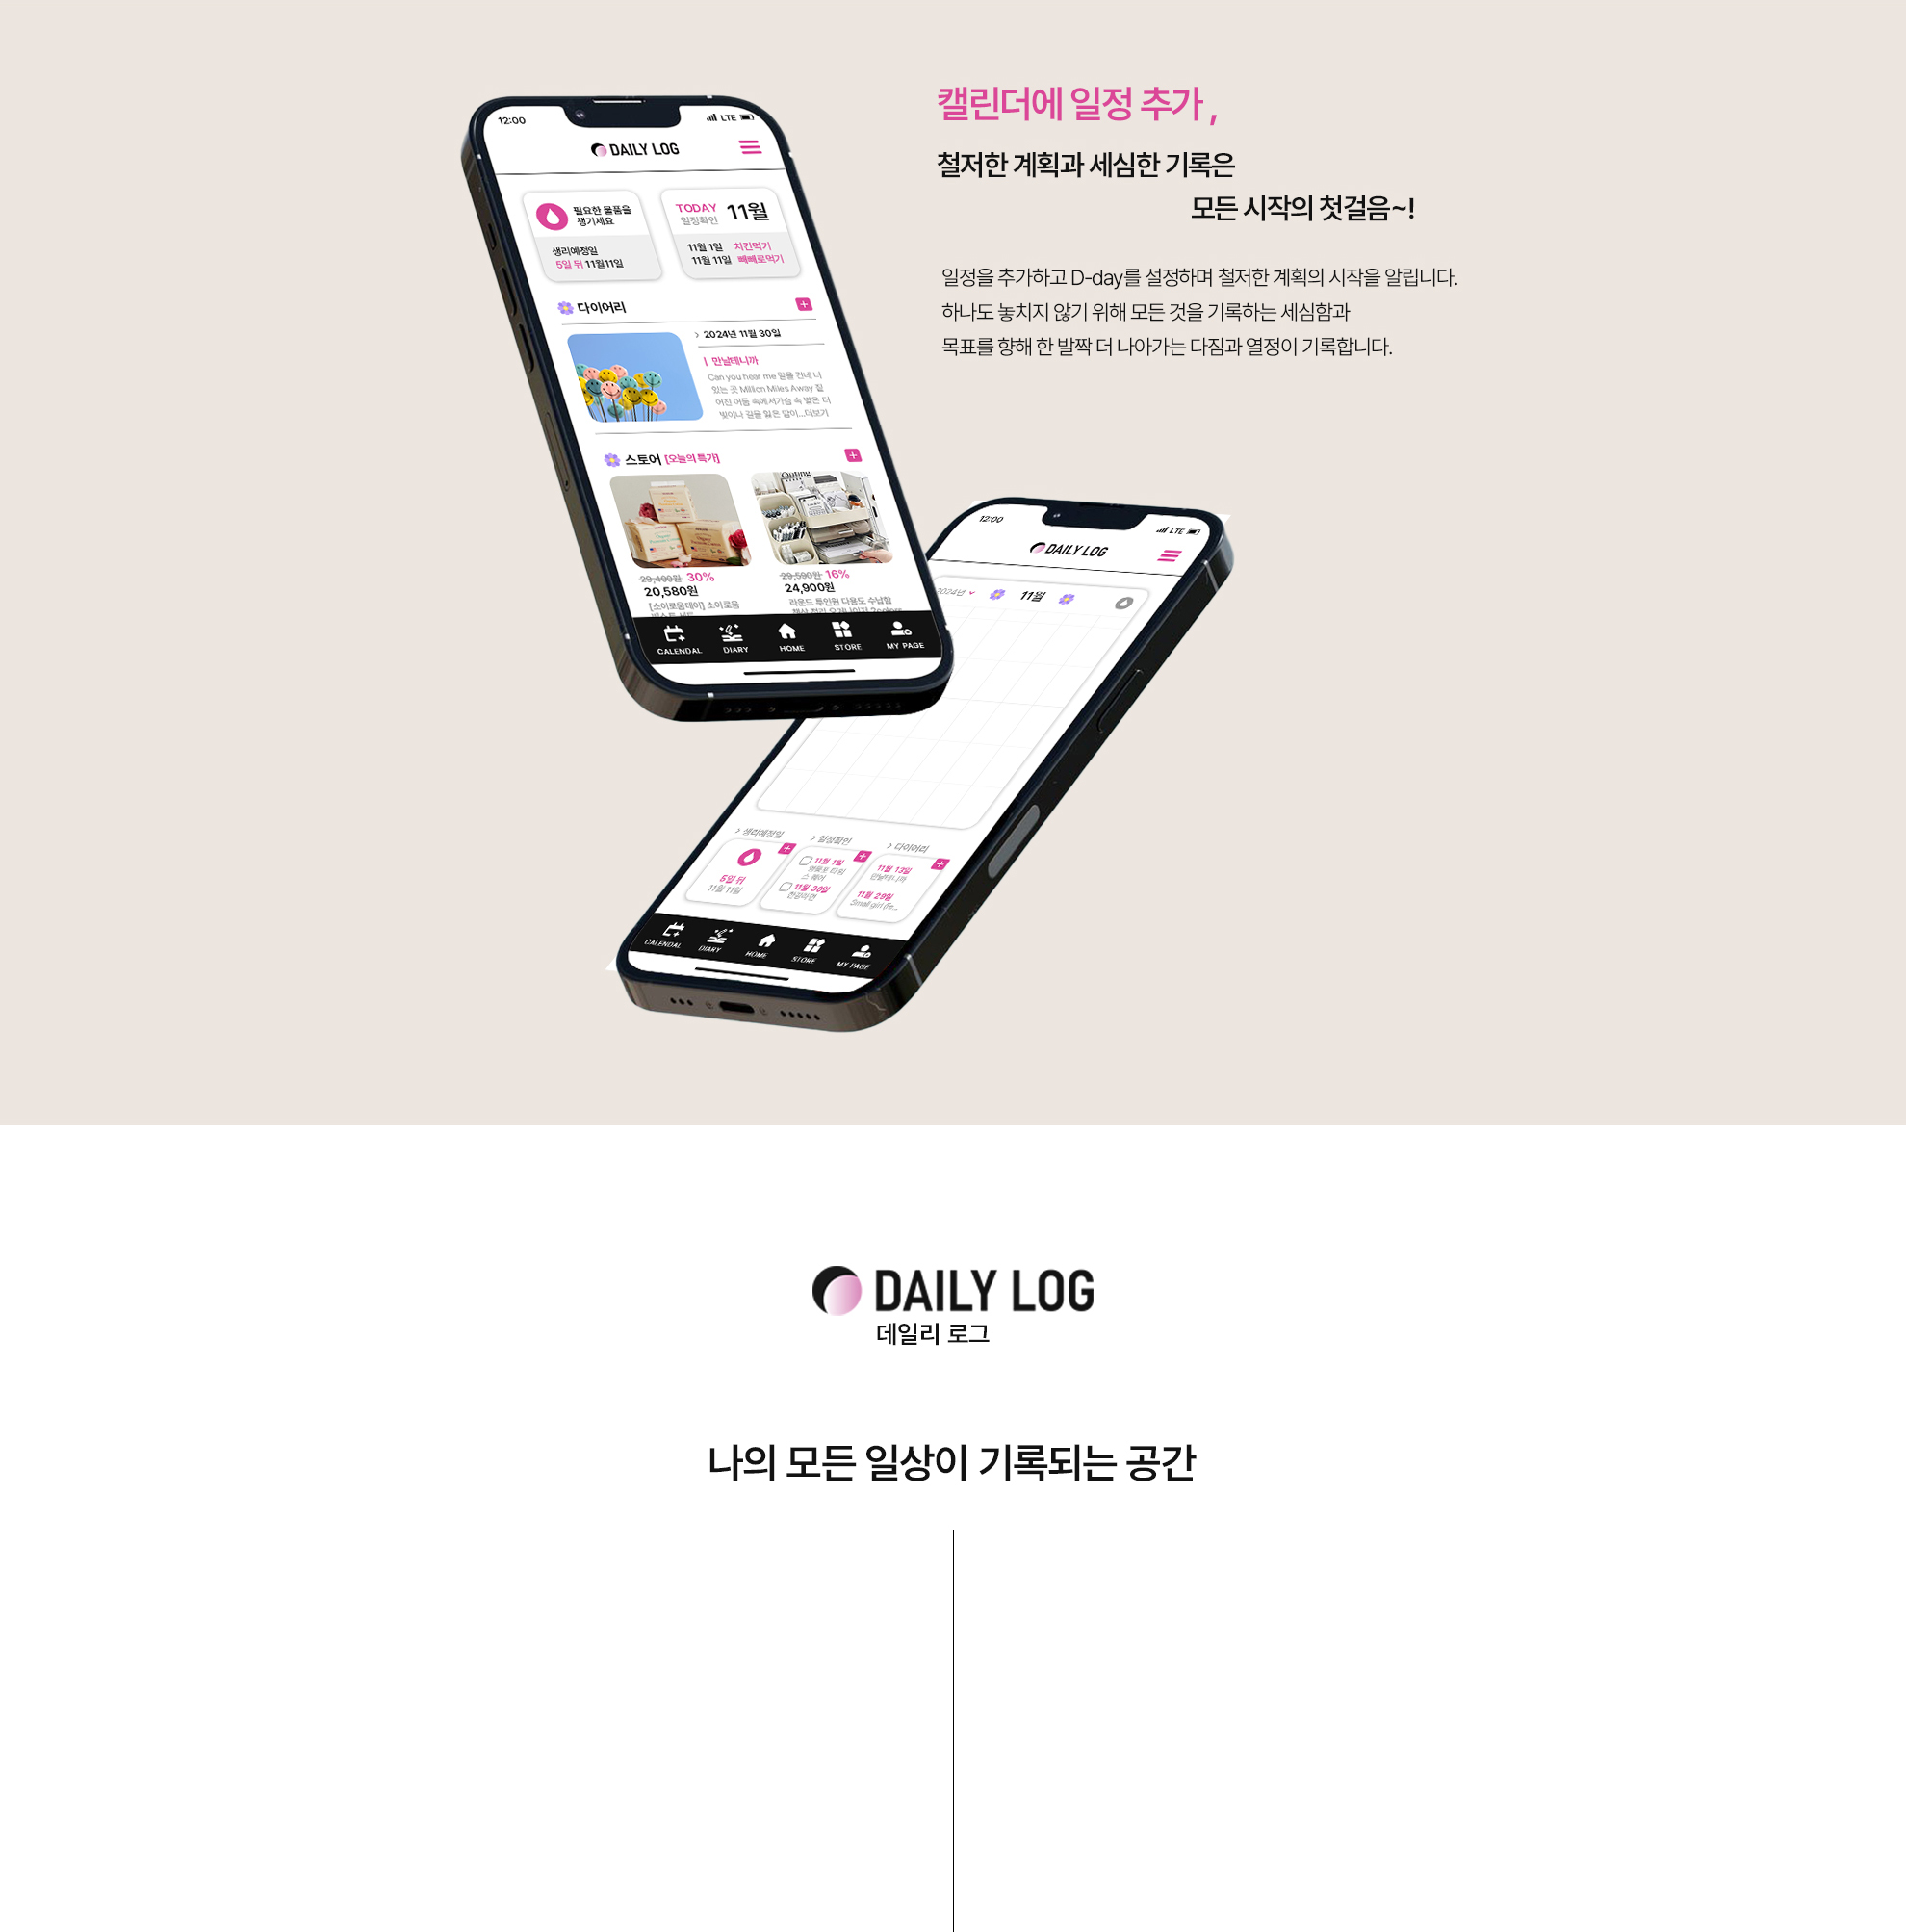 캘린더에 일정 추가 ,
철저한 계획과 세심한 기록은
모든 시작의 첫걸음~!
일정을 추가하고 D-day를 설정하며 철저한 계획의 시작을 알립니다.
하나도 놓치지 않기 위해 모든 것을 기록하는 세심함과
목표를 향해 한 발짝 더 나아가는 다짐과 열정이 기록합니다.
12:00
LTE
DAILY LOG
필요한 물품을
챙기세요
생리예정일
5일 뒤 11월11일
TODAY
일정확인
11월
11월 1일 치킨먹기
11월 11일 빼빼로먹기
다이어리
2024년 11월 30일
만날테니까
Can you hear me 앞을 건네 너
있는 곳 Million Miles Away 짙
어진 어둠 속에서가슴 속 별은 더
빛이나 길을 잃은 말이...더보기
스토어 [오늘의 특가]
Outing
29,400원 30%
20,580원
[소이로움데이] 소이로움
29,590원 16%
24,900원
라운드 투인원 다용도 수납함
CALENDAL
DIARY
HOME
STORE
MY PAGE
12:00
LTE
DAILY LOG
2024년
11월
생리예정일
5일 뒤
11월 11일
일정확인
11월 1일
스 퀘어
11월 30일
건강하면
다이어리
11월 13일
만날테니까
11월 29일
Small girl (fe...
CALENDAL
DIARY
HOME
STORE
MY PAGE
DAILY LOG
데일리 로그
나의 모든 일상이 기록되는 공간